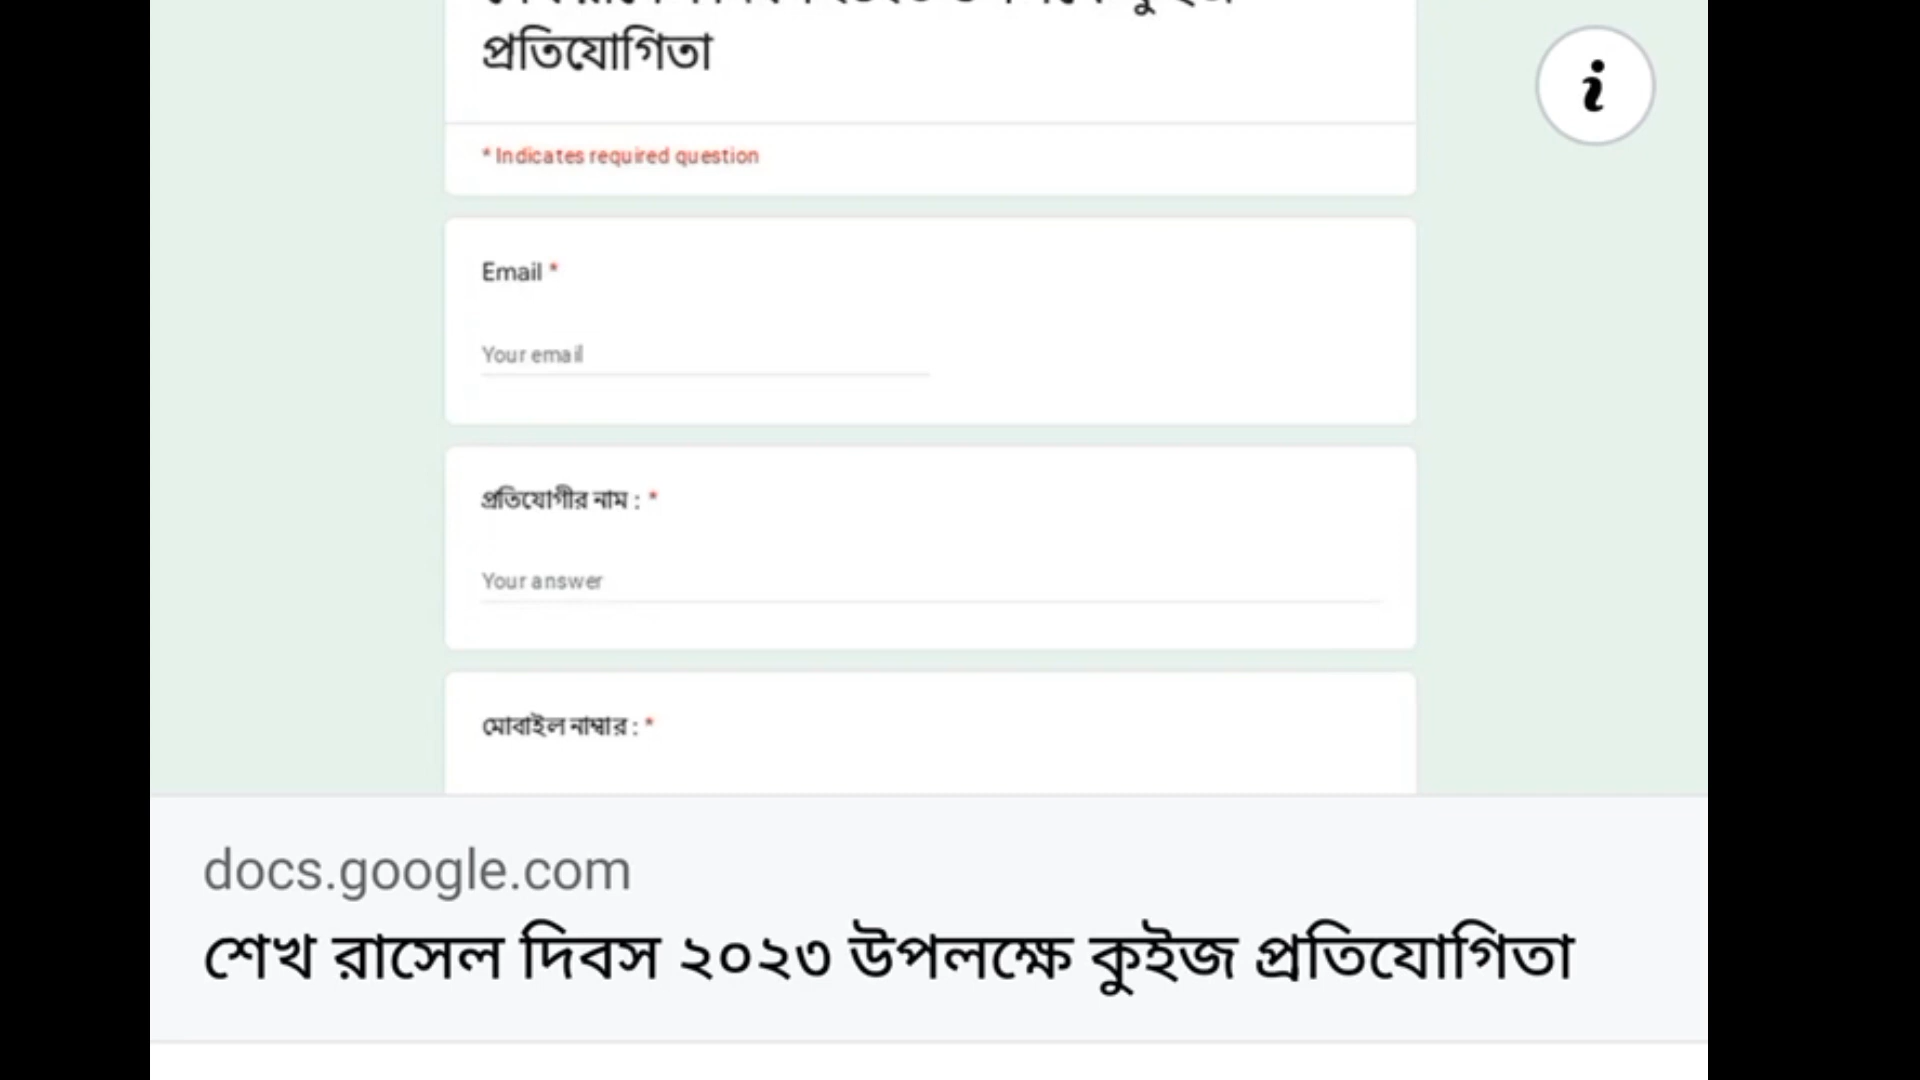 প্রতিযোগিতা
* Indicates required question
Email *
Your email
প্রতিযোগীর নাম : *
Your answer
মোবাইল নাম্বার : *
docs.google.com
শেখ রাসেল দিবস ২০২৩ উপলক্ষে কুইজ প্রতিযোগিতা